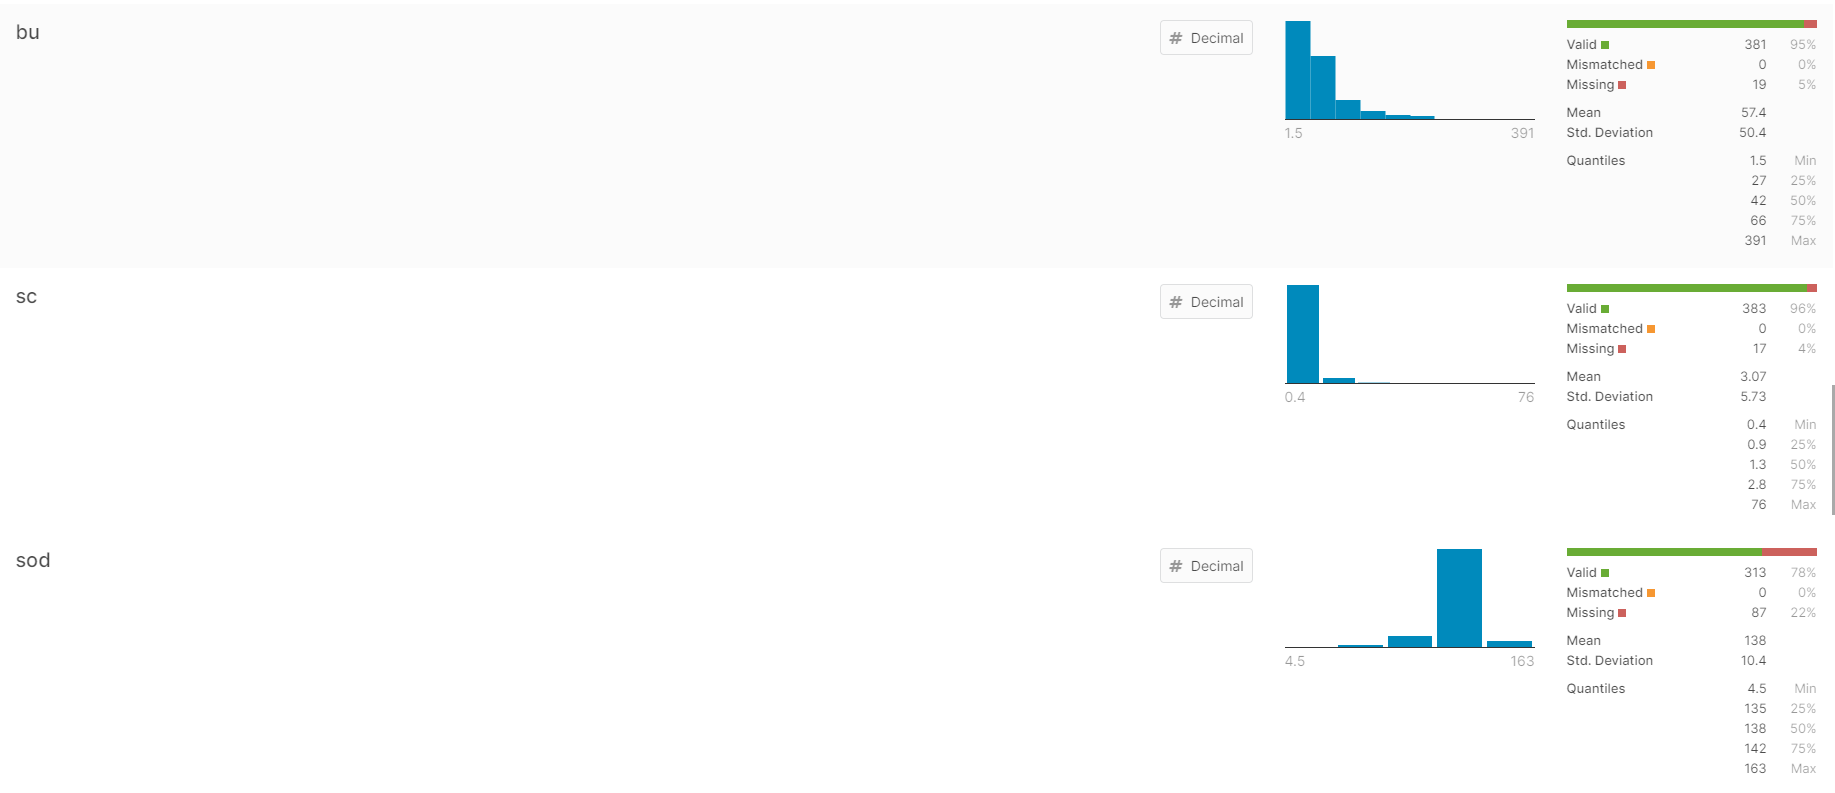 bu
# Decimal
1.5 391
Valid 381 95%
Mismatched 0 0%
Missing 19 5%
Mean 57.4
Std. Deviation 50.4
Quantiles 1.5 Min
27 25%
42 50%
66 75%
391 Max
sc
# Decimal
0.4 76
Valid 383 96%
Mismatched 0 0%
Missing 17 4%
Mean 3.07
Std. Deviation 5.73
Quantiles 0.4 Min
0.9 25%
1.3 50%
2.8 75%
76 Max
sod
# Decimal
4.5 163
Valid 313 78%
Mismatched 0 0%
Missing 87 22%
Mean 138
Std. Deviation 10.4
Quantiles 4.5 Min
135 25%
138 50%
142 75%
163 Max